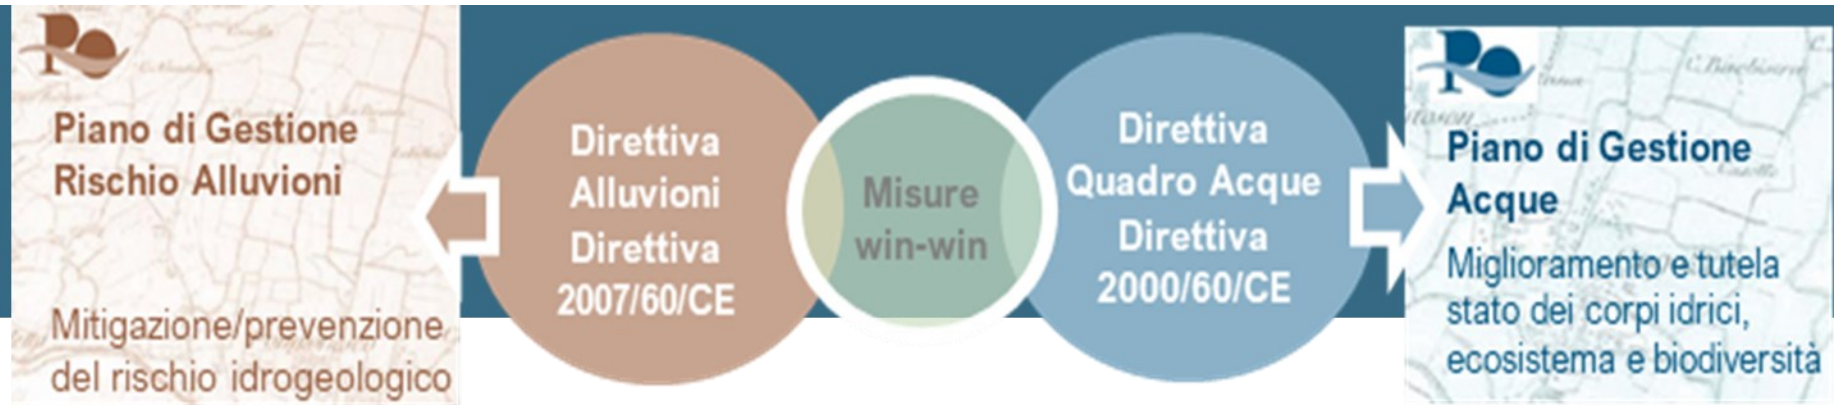 PO
Piano di Gestione
Rischio Alluvioni
Mitigazione/prevenzione
del rischio idrogeologico
Direttiva
Alluvioni
Direttiva
2007/60/CE
Misure
win-win
Direttiva
Quadro Acque
Direttiva
2000/60/CE
PO
Piano di Gestione
Acque
Miglioramento e tutela
stato dei corpi idrici,
ecosistema e biodiversità